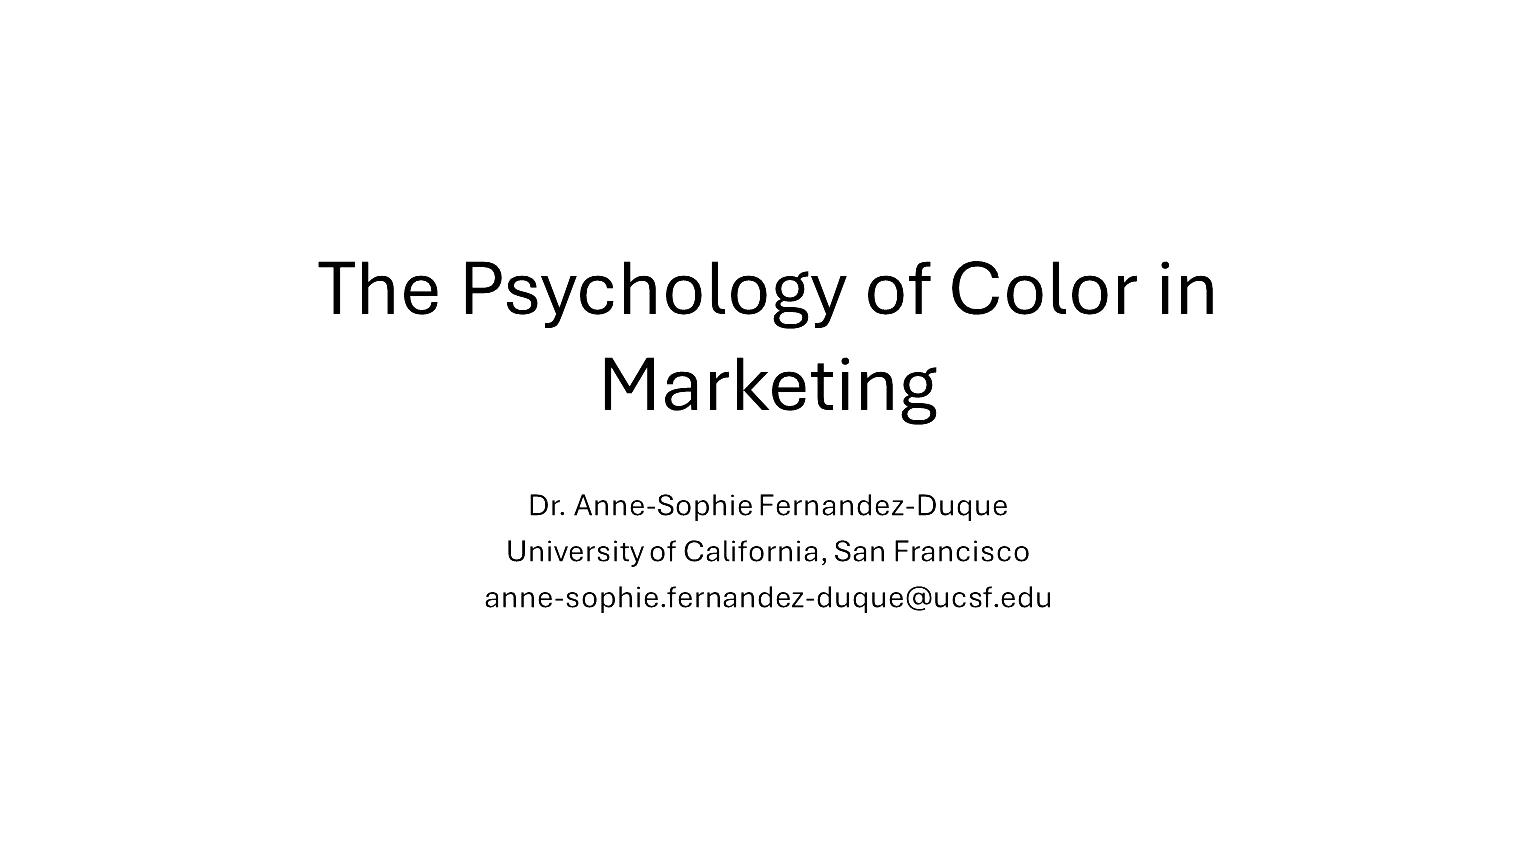 The Psychology of Color in
Marketing
Dr. Anne-Sophie Fernandez-Duque
University of California, San Francisco
anne-sophie.fernandez-duque@ucsf.edu